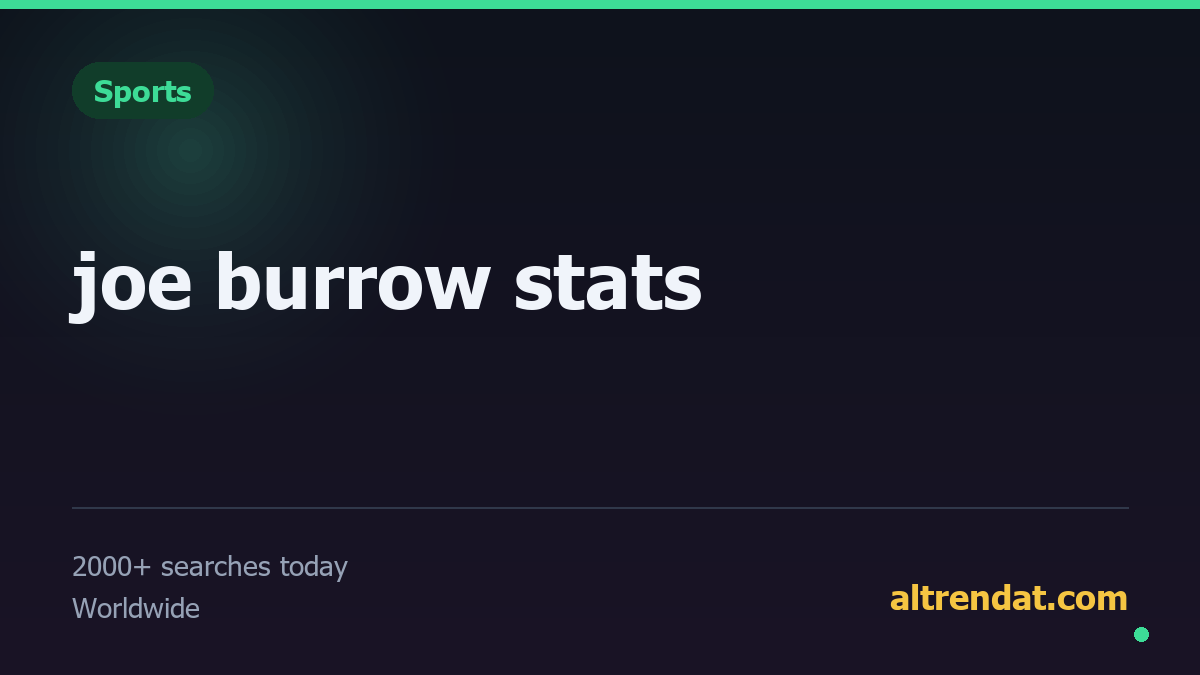 Sports
joe burrow stats
2000+ searches today
Worldwide
altrendat.com